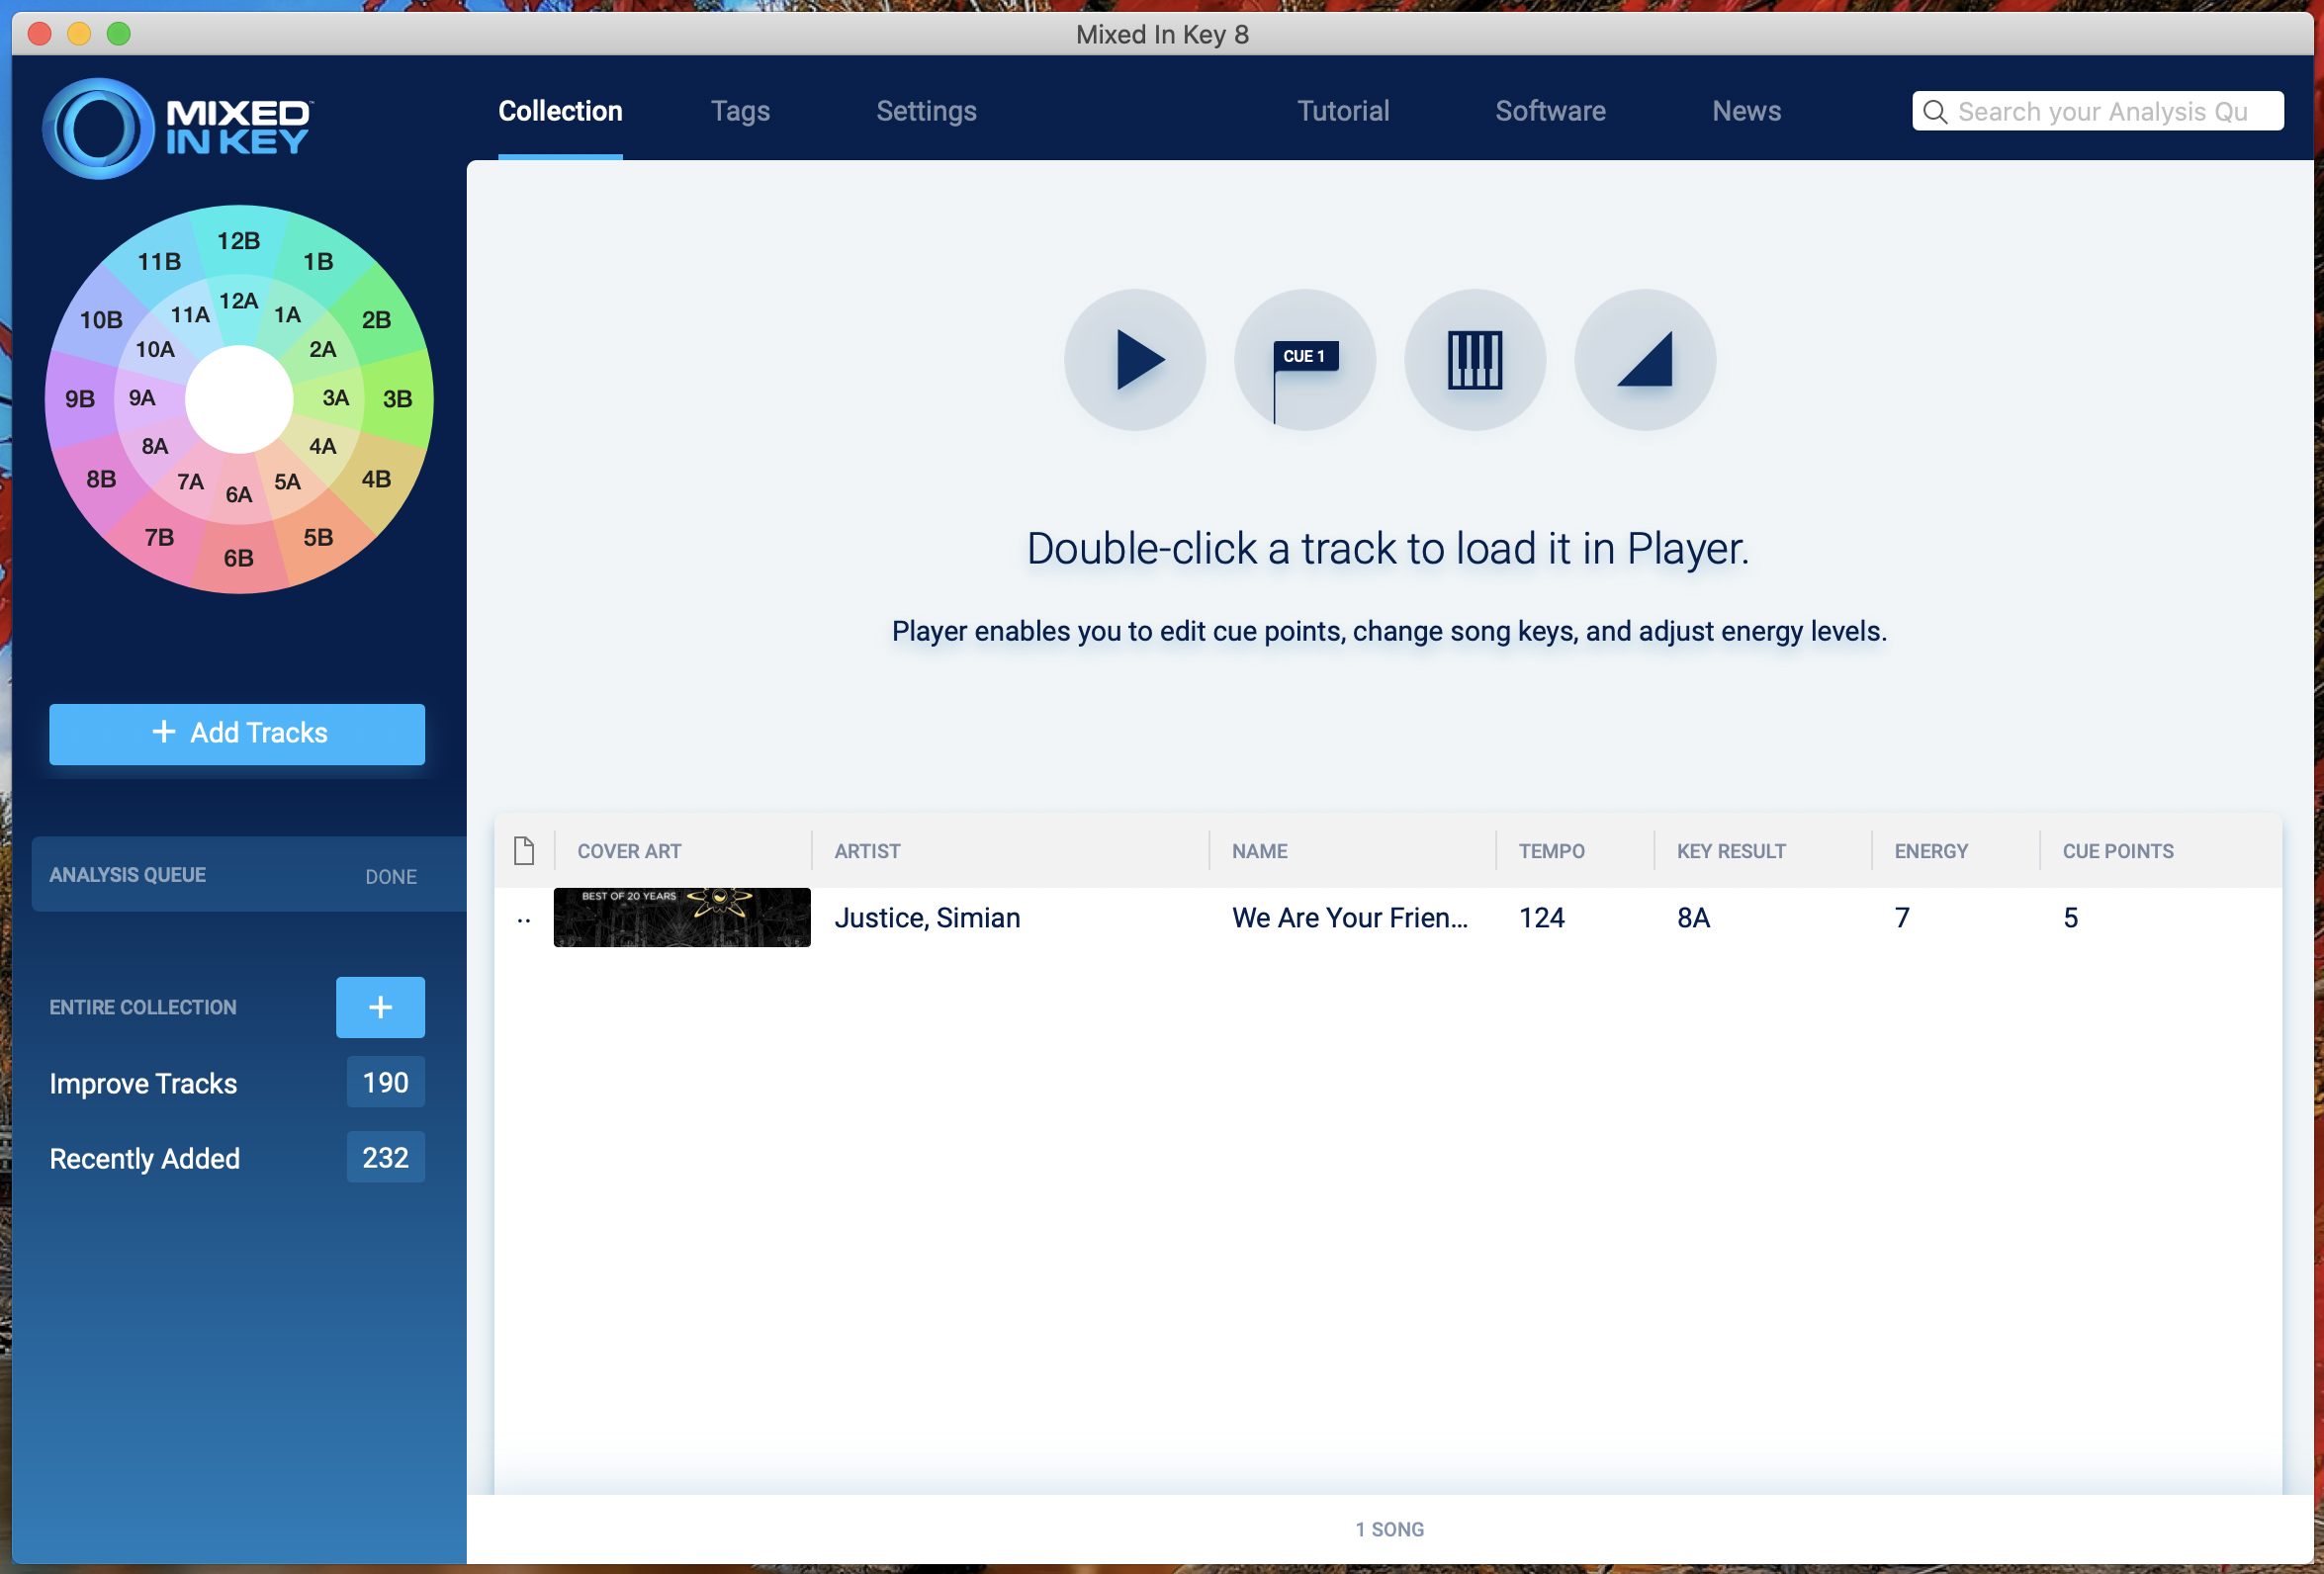 Mixed In Key 8
MIXED
IN KEY
Collection
Tags
Settings
Tutorial
Software
News
Search your Analysis Qu
12B
11B
1B
12A
11A
1A
10B
2B
10A
2A
9B
9A
3A
3B
8A
4A
8B
4B
7A
5A
6A
7B
5B
6B
CUE 1
Double-click a track to load it in Player.
Player enables you to edit cue points, change song keys, and adjust energy levels.
+ Add Tracks
ANALYSIS QUEUE DONE
ENTIRE COLLECTION +
Improve Tracks 190
Recently Added 232
COVER ART ARTIST NAME TEMPO KEY RESULT ENERGY CUE POINTS
BEST OF 20 YEARS
.. Justice, Simian We Are Your Frien... 124 8A 7 5
1 SONG